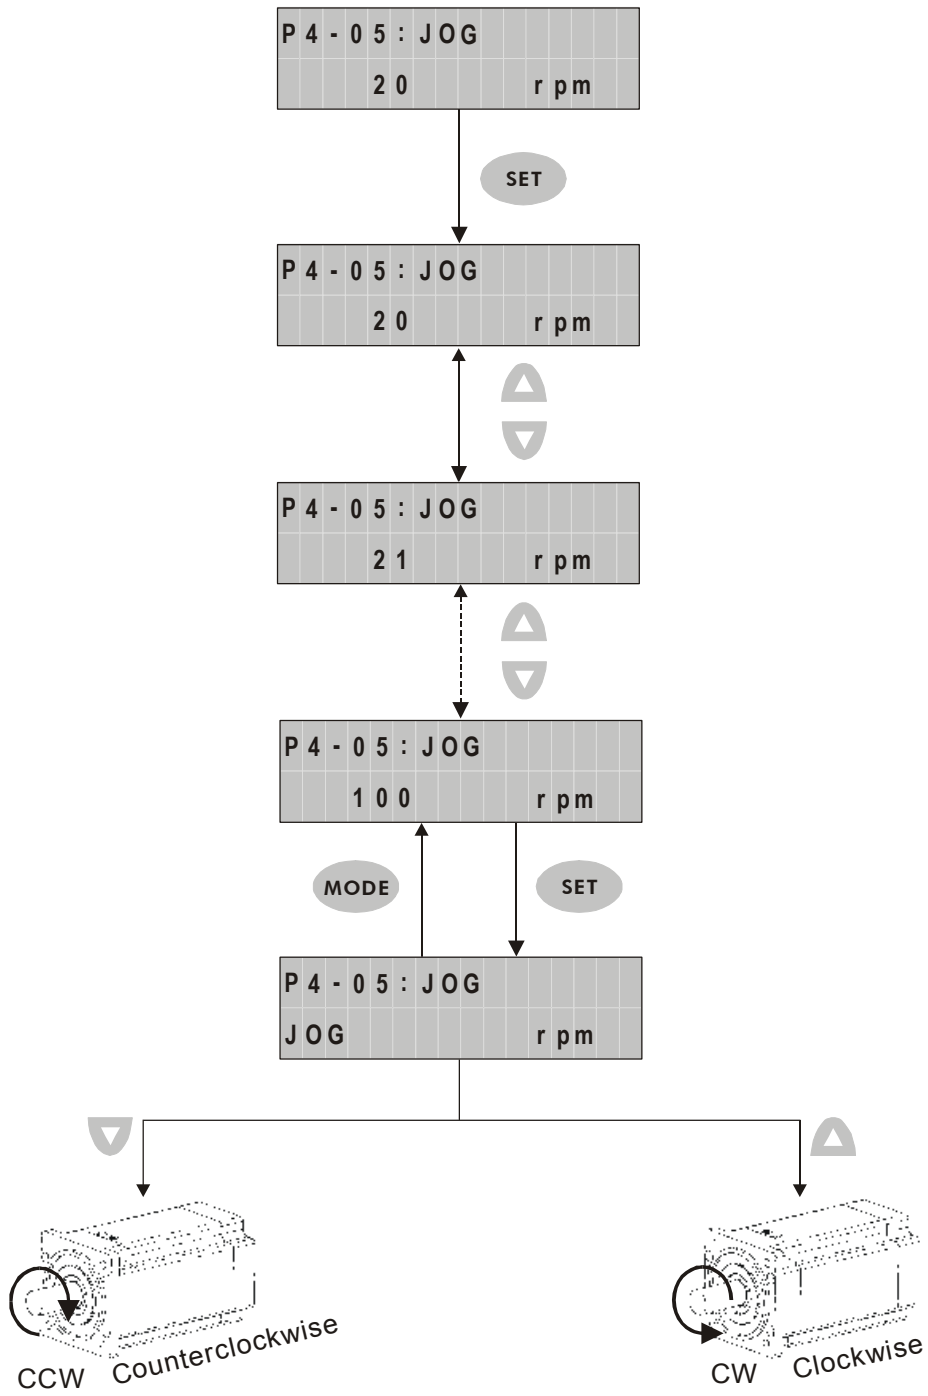 P4-05:JOG
20 rpm
SET
P4-05:JOG
20 rpm
P4-05:JOG
21 rpm
P4-05:JOG
100 rpm
MODE SET
P4-05:JOG
JOG rpm
CCW Counterclockwise
CW Clockwise